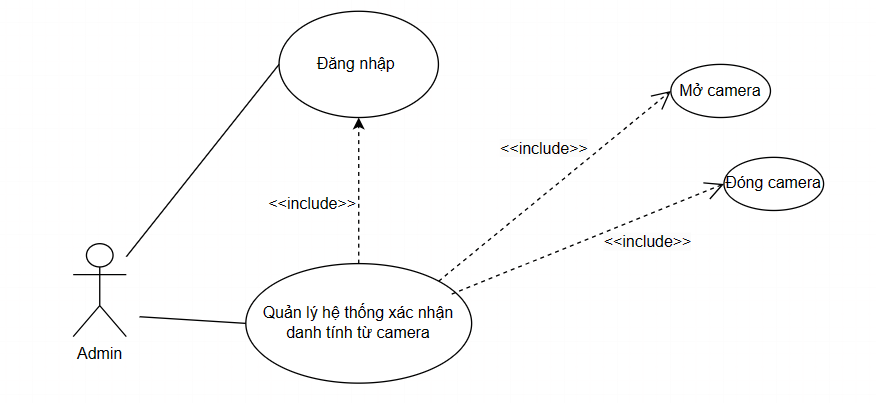 Đăng nhập
Mở camera
<<include>>
Đóng camera
<<include>>
<<include>>
Quản lý hệ thống xác nhận
danh tính từ camera
Admin